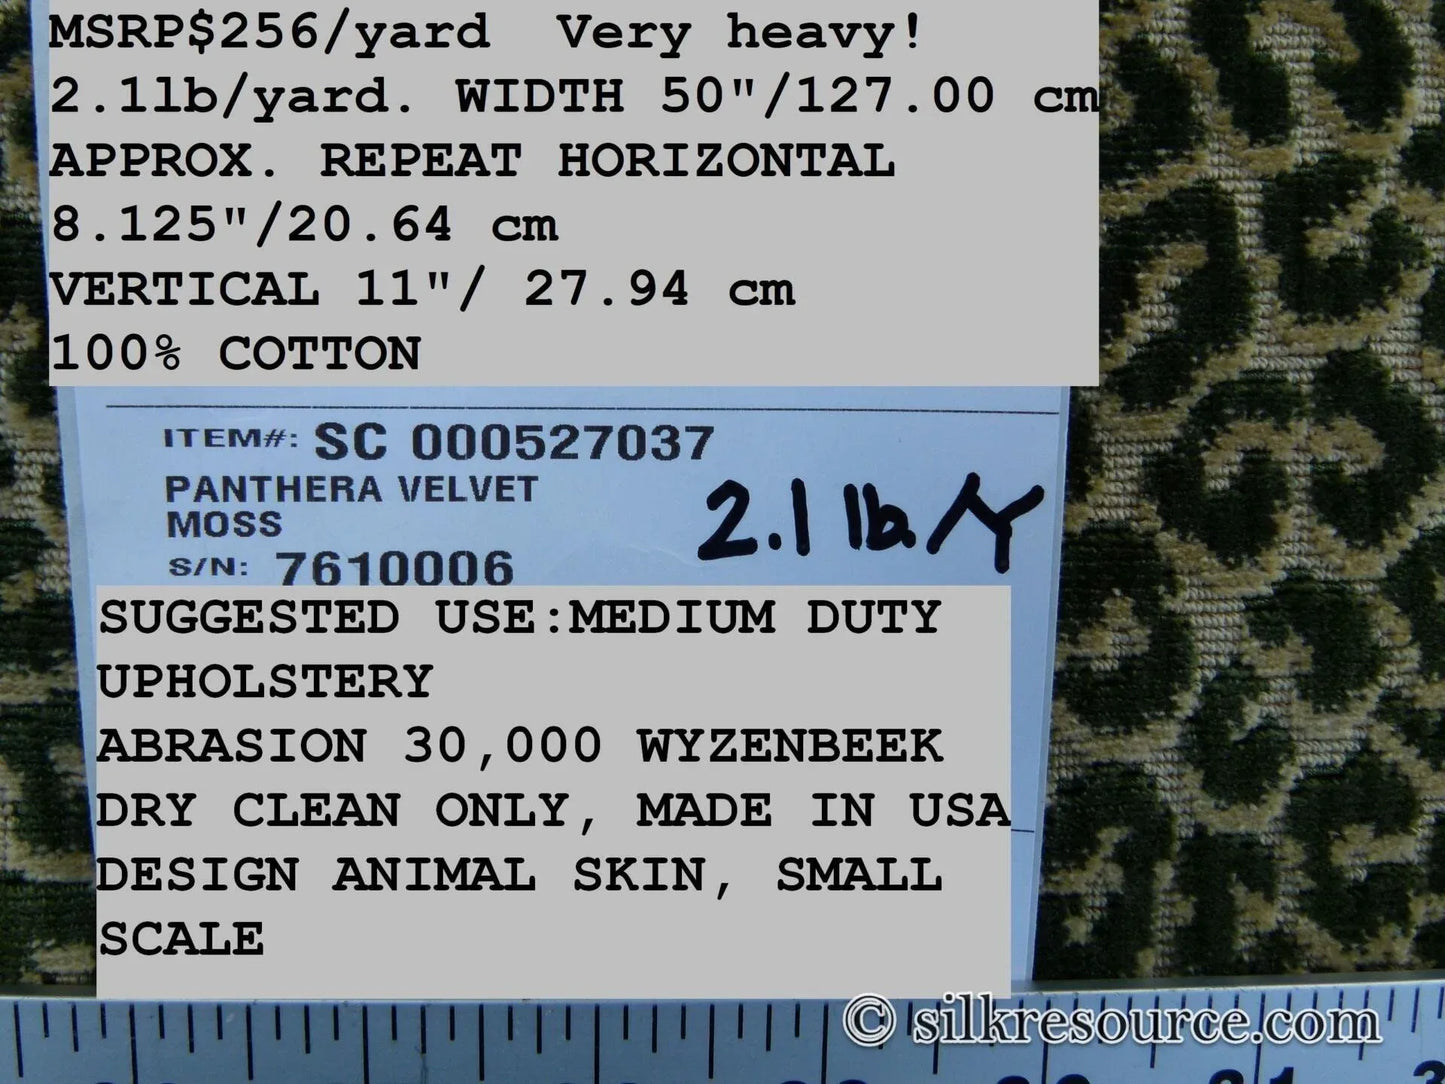 MSRP$256/yard Very heavy!
2.1lb/yard. WIDTH 50"/127.00 cm
APPROX. REPEAT HORIZONTAL
8.125"/20.64 cm
VERTICAL 11"/ 27.94 cm
100% COTTON
ITEM#: SC 000527037
PANTHERA VELVET
MOSS
2.1 lb./Y
S/N: 7610006
SUGGESTED USE:MEDIUM DUTY
UPHOLSTERY
ABRASION 30,000 WYZENBEEK
DRY CLEAN ONLY, MADE IN USA
DESIGN ANIMAL SKIN, SMALL
SCALE
© silkresource.com